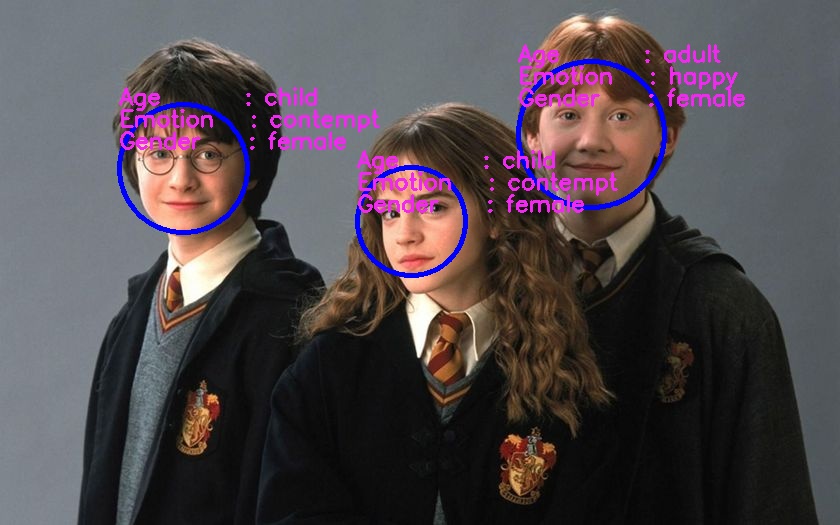 Age : child
Emotion : contempt
Gender : female
Age : child
Emotion : contempt
Gender : female
Age : adult
Emotion : happy
Gender : female